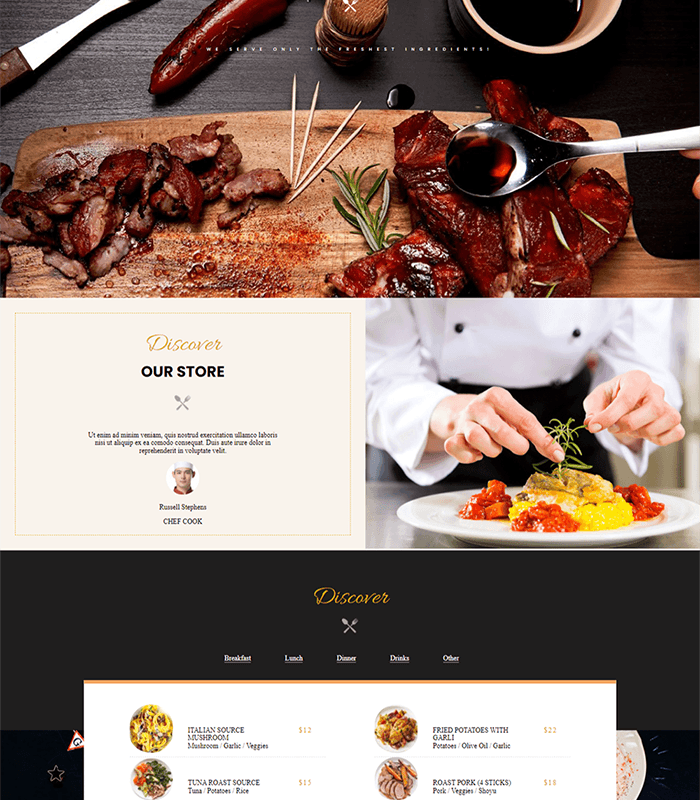 WE SERVE ONLY THE FRESHEST INGREDIENTS!
Discover
OUR STORE
Ut enim ad minim veniam, quis nostrud exercitation ullamco laboris
nisi ut aliquip ex ea comodo consequat. Duis aute irure dolor in
reprehenderit in voluptate velit.
Russell Stephens
CHEF COOK
Discover
Breakfast Lunch Dinner Drinks Other
ITALIAN SOURCE
MUSHROOM
$12
Mushroom / Garlic / Veggies
FRIED POTATOES WITH
GARLI
$22
Potatoes / Olive Oil / Garlic
TUNA ROAST SOURCE $15
Tuna / Potatoes / Rice
ROAST PORK (4 STICKS) $18
Pork / Veggies / Shoyu